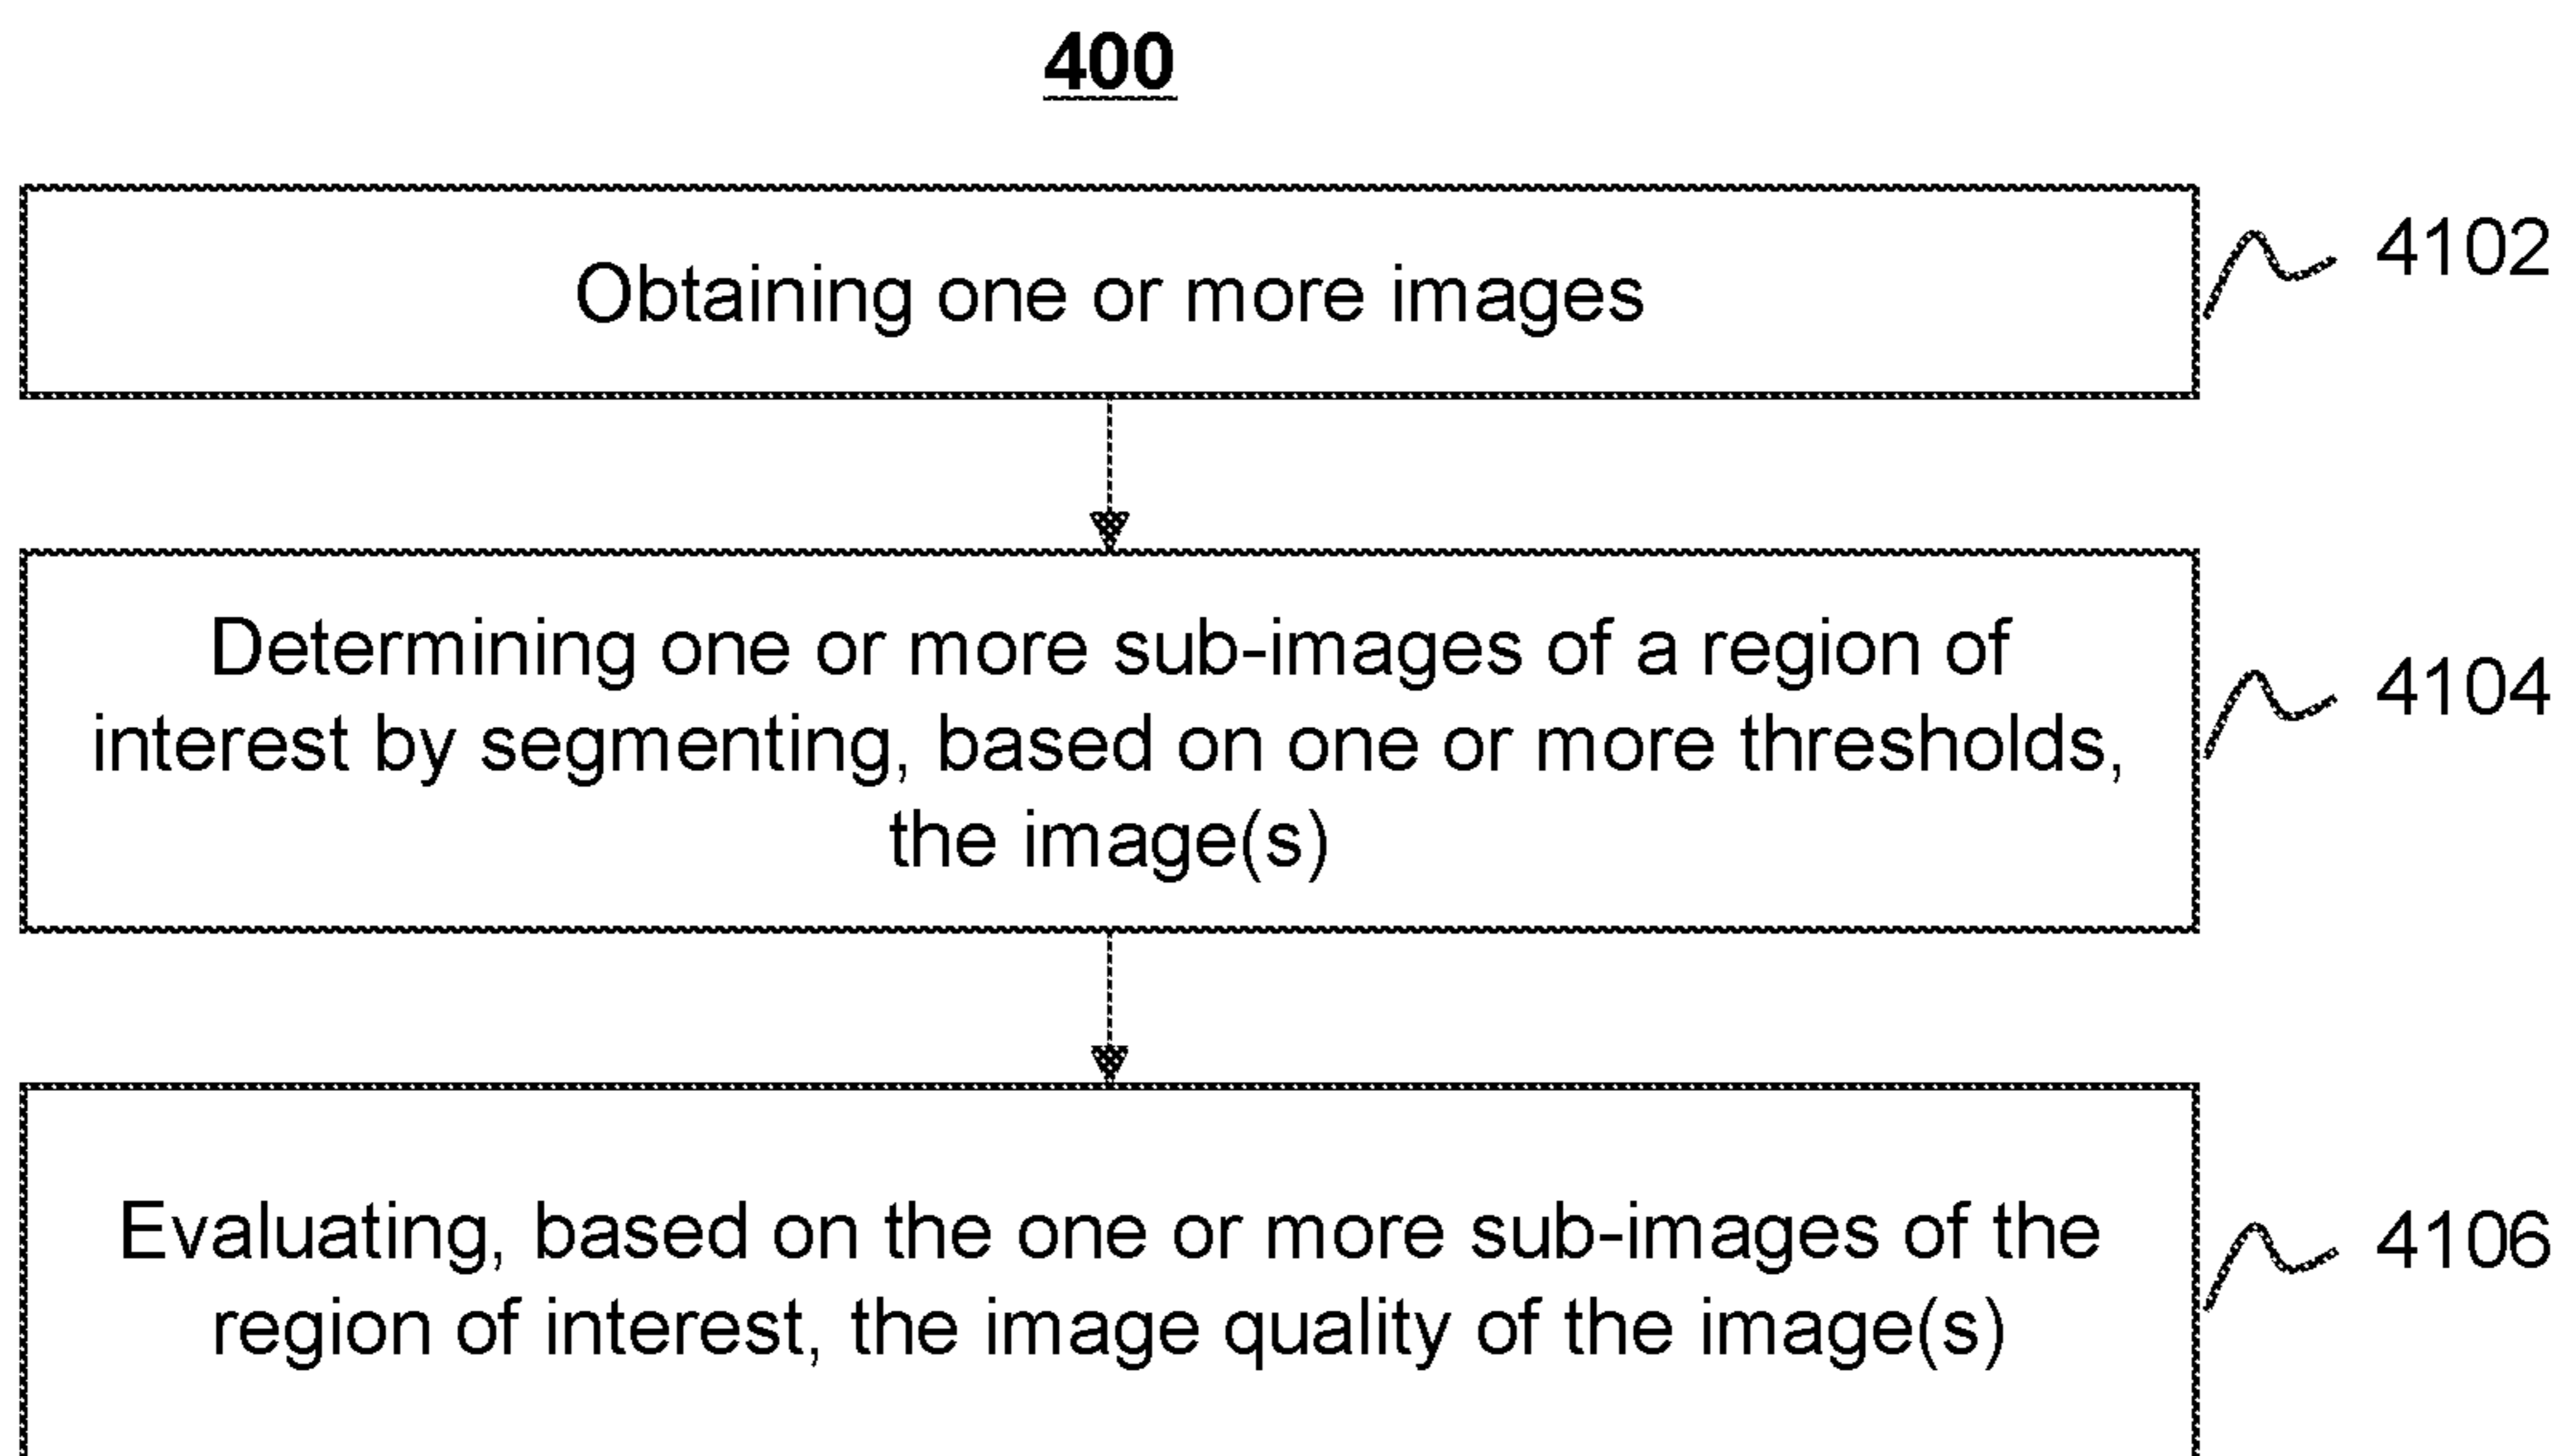 400
Obtaining one or more images
4102
Determining one or more sub-images of a region of
interest by segmenting, based on one or more thresholds,
the image(s)
4104
Evaluating, based on the one or more sub-images of the
region of interest, the image quality of the image(s)
4106